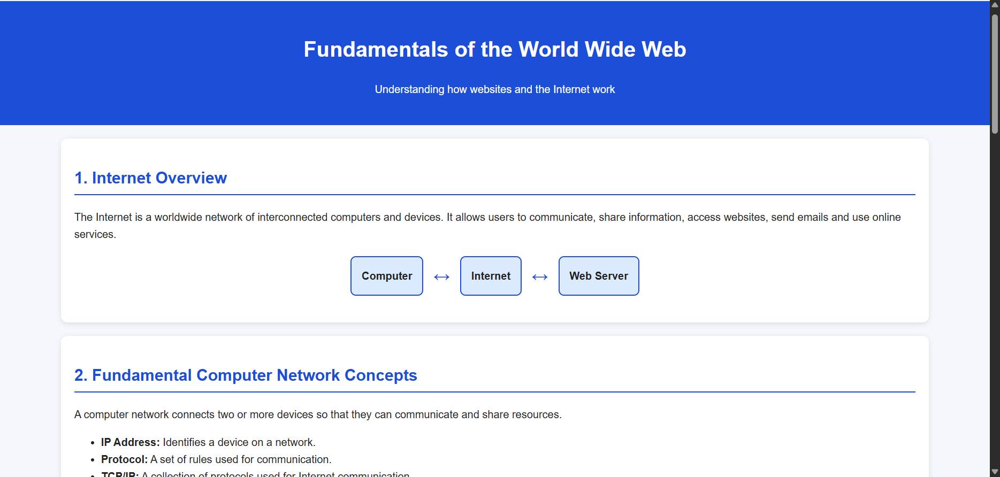 Fundamentals of the World Wide Web
Understanding how websites and the Internet work
1. Internet Overview
The Internet is a worldwide network of interconnected computers and devices. It allows users to communicate, share information, access websites, send emails and use online
services.
Computer ↔ Internet ↔ Web Server
2. Fundamental Computer Network Concepts
A computer network connects two or more devices so that they can communicate and share resources.
• IP Address: Identifies a device on a network.
• Protocol: A set of rules used for communication.
• TCP/IP: A collection of protocols used for Internet communication.